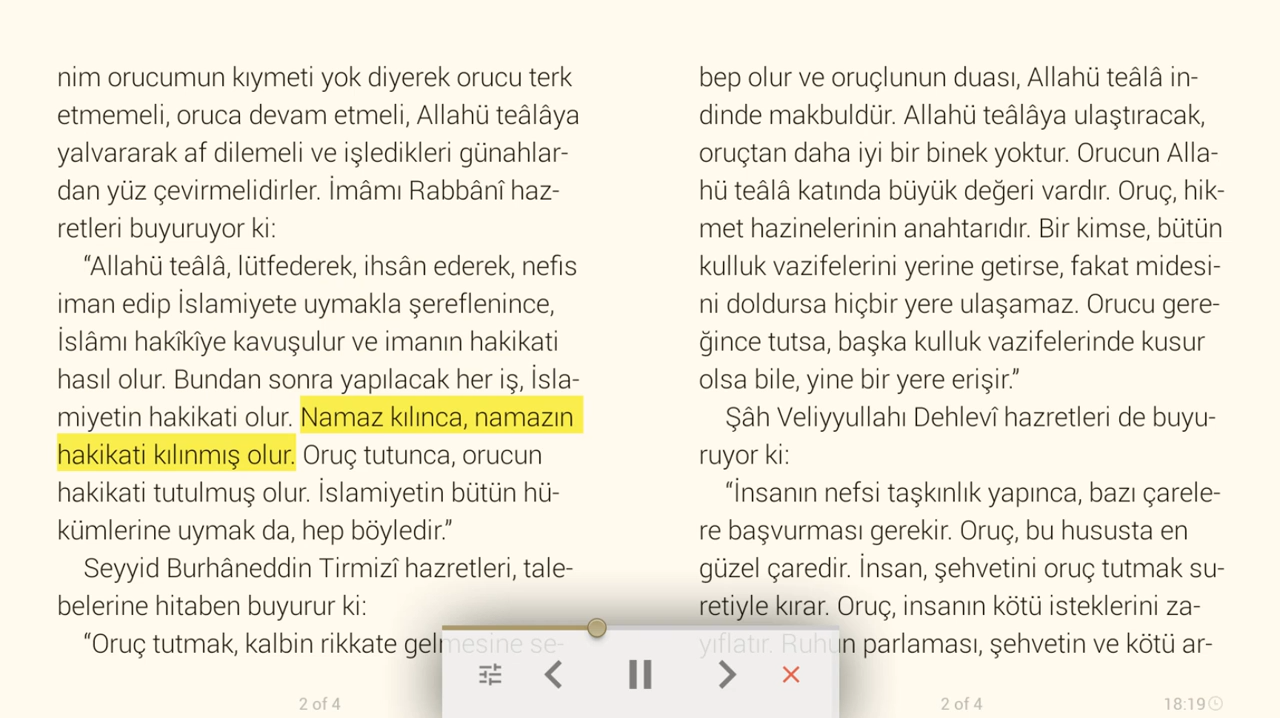 nim orucumun kıymeti yok diyerek orucu terk
etmemeli, oruca devam etmeli, Allahü teâlâya
yalvararak af dilemeli ve işledikleri günahlar-
dan yüz çevirmelidirler. İmâmı Rabbânî haz-
retleri buyuruyor ki:
“Allahü teâlâ, lütfederek, ihsân ederek, nefis
iman edip İslamiyete uymakla şereflenince,
İslâmı hakîkîye kavuşulur ve imanın hakikati
hasıl olur. Bundan sonra yapılacak her iş, İsla-
miyetin hakikati olur. Namaz kılınca, namazın
hakikati kılınmış olur. Oruç tutunca, orucun
hakikati tutulmuş olur. İslamiyetin bütün hü-
kümlerine uymak da, hep böyledir.”
Seyyid Burhâneddin Tirmizî hazretleri, tale-
belerine hitaben buyurur ki:
“Oruç tutmak, kalbin rikkate gelmesine se-
2 of 4
bep olur ve oruçlunun duası, Allahü teâlâ in-
dinde makbuldür. Allahü teâlâya ulaştıracak,
oruçtan daha iyi bir binek yoktur. Orucun Alla-
hü teâlâ katında büyük değeri vardır. Oruç, hik-
met hazinelerinin anahtarıdır. Bir kimse, bütün
kulluk vazifelerini yerine getirse, fakat midesi-
ni doldursa hiçbir yere ulaşamaz. Orucu gere-
ğince tutsa, başka kulluk vazifelerinde kusur
olsa bile, yine bir yere erişir.”
Şâh Veliyyullahı Dehlevî hazretleri de buyu-
ruyor ki:
“İnsanın nefsi taşkınlık yapınca, bazı çarele-
re başvurması gerekir. Oruç, bu hususta en
güzel çaredir. İnsan, şehvetini oruç tutmak su-
retiyle kırar. Oruç, insanın kötü isteklerini za-
yıflatır. Ruhun parlaması, şehvetin ve kötü ar-
2 of 4
18:19